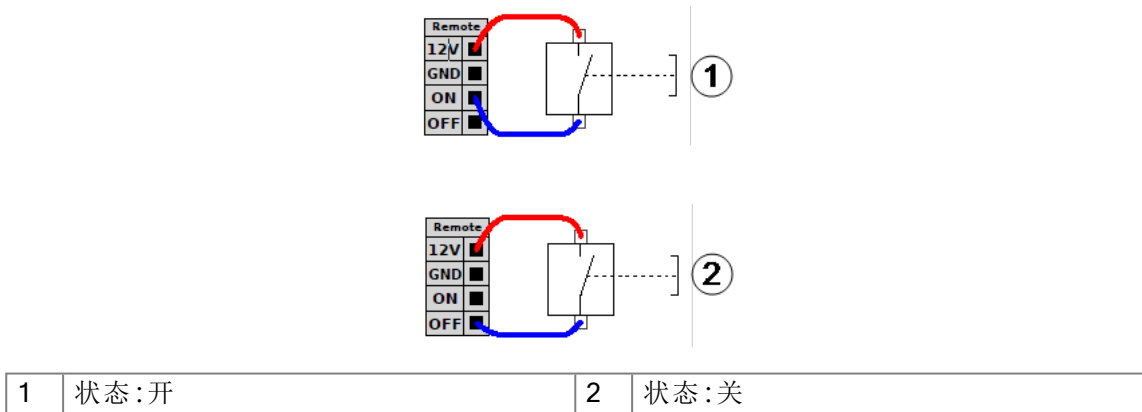 Remote
12V
GND
ON
OFF
1
Remote
12V
GND
ON
OFF
2
1 状态:开 2 状态:关